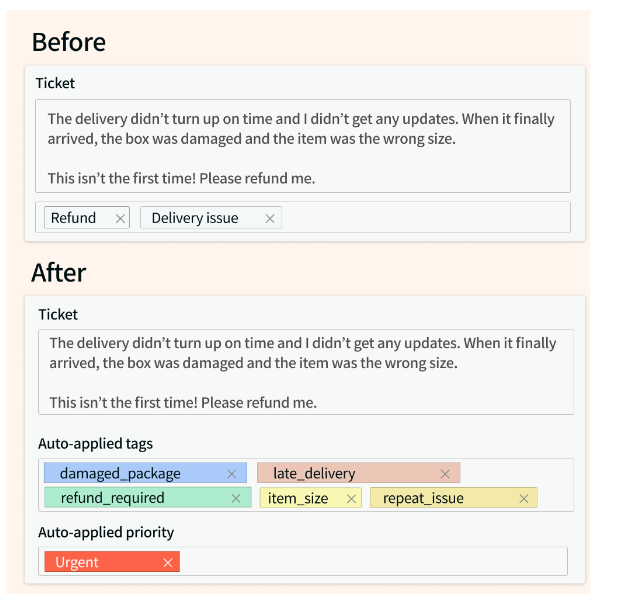 Before
Ticket
The delivery didn’t turn up on time and I didn’t get any updates. When it finally
arrived, the box was damaged and the item was the wrong size.
This isn’t the first time! Please refund me.
Refund × Delivery issue ×
After
Ticket
The delivery didn’t turn up on time and I didn’t get any updates. When it finally
arrived, the box was damaged and the item was the wrong size.
This isn’t the first time! Please refund me.
Auto-applied tags
damaged_package × late_delivery ×
refund_required × item_size × repeat_issue ×
Auto-applied priority
Urgent ×